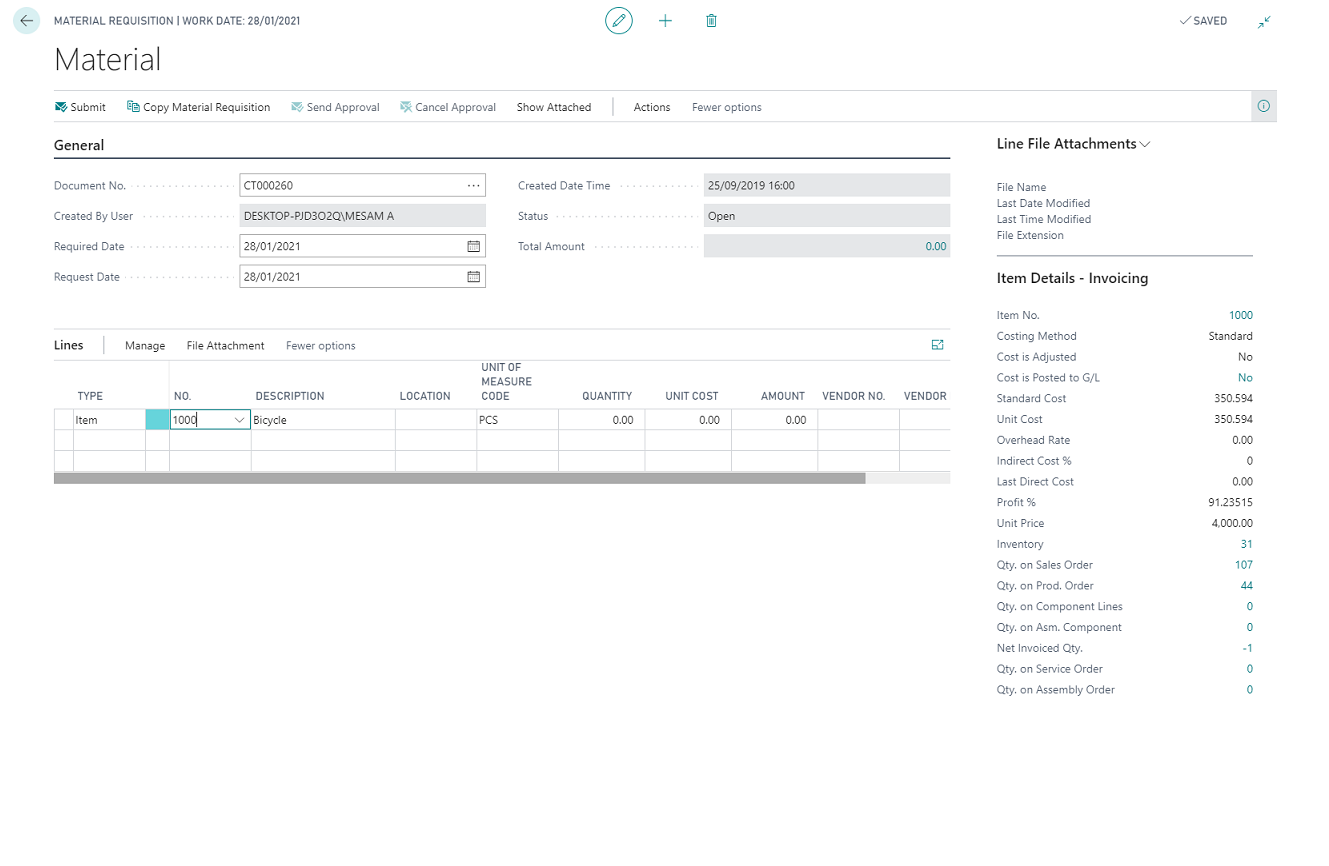 MATERIAL REQUISITION | WORK DATE: 28/01/2021
SAVED
Material
Submit Copy Material Requisition Send Approval Cancel Approval Show Attached Actions Fewer options
General
Document No. CT000260
Created By User DESKTOP-PJD3O2Q\MESAM A
Required Date 28/01/2021
Request Date 28/01/2021
Created Date Time 25/09/2019 16:00
Status Open
Total Amount 0.00
Lines Manage File Attachment Fewer options
TYPE NO. DESCRIPTION LOCATION UNIT OF MEASURE CODE QUANTITY UNIT COST AMOUNT VENDOR NO. VENDOR
Item 1000 Bicycle PCS 0.00 0.00 0.00
Line File Attachments
File Name
Last Date Modified
Last Time Modified
File Extension
Item Details - Invoicing
Item No. 1000
Costing Method Standard
Cost is Adjusted No
Cost is Posted to G/L No
Standard Cost 350.594
Unit Cost 350.594
Overhead Rate 0.00
Indirect Cost % 0
Last Direct Cost 0.00
Profit % 91.23515
Unit Price 4,000.00
Inventory 31
Qty. on Sales Order 107
Qty. on Prod. Order 44
Qty. on Component Lines 0
Qty. on Asm. Component 0
Net Invoiced Qty. -1
Qty. on Service Order 0
Qty. on Assembly Order 0